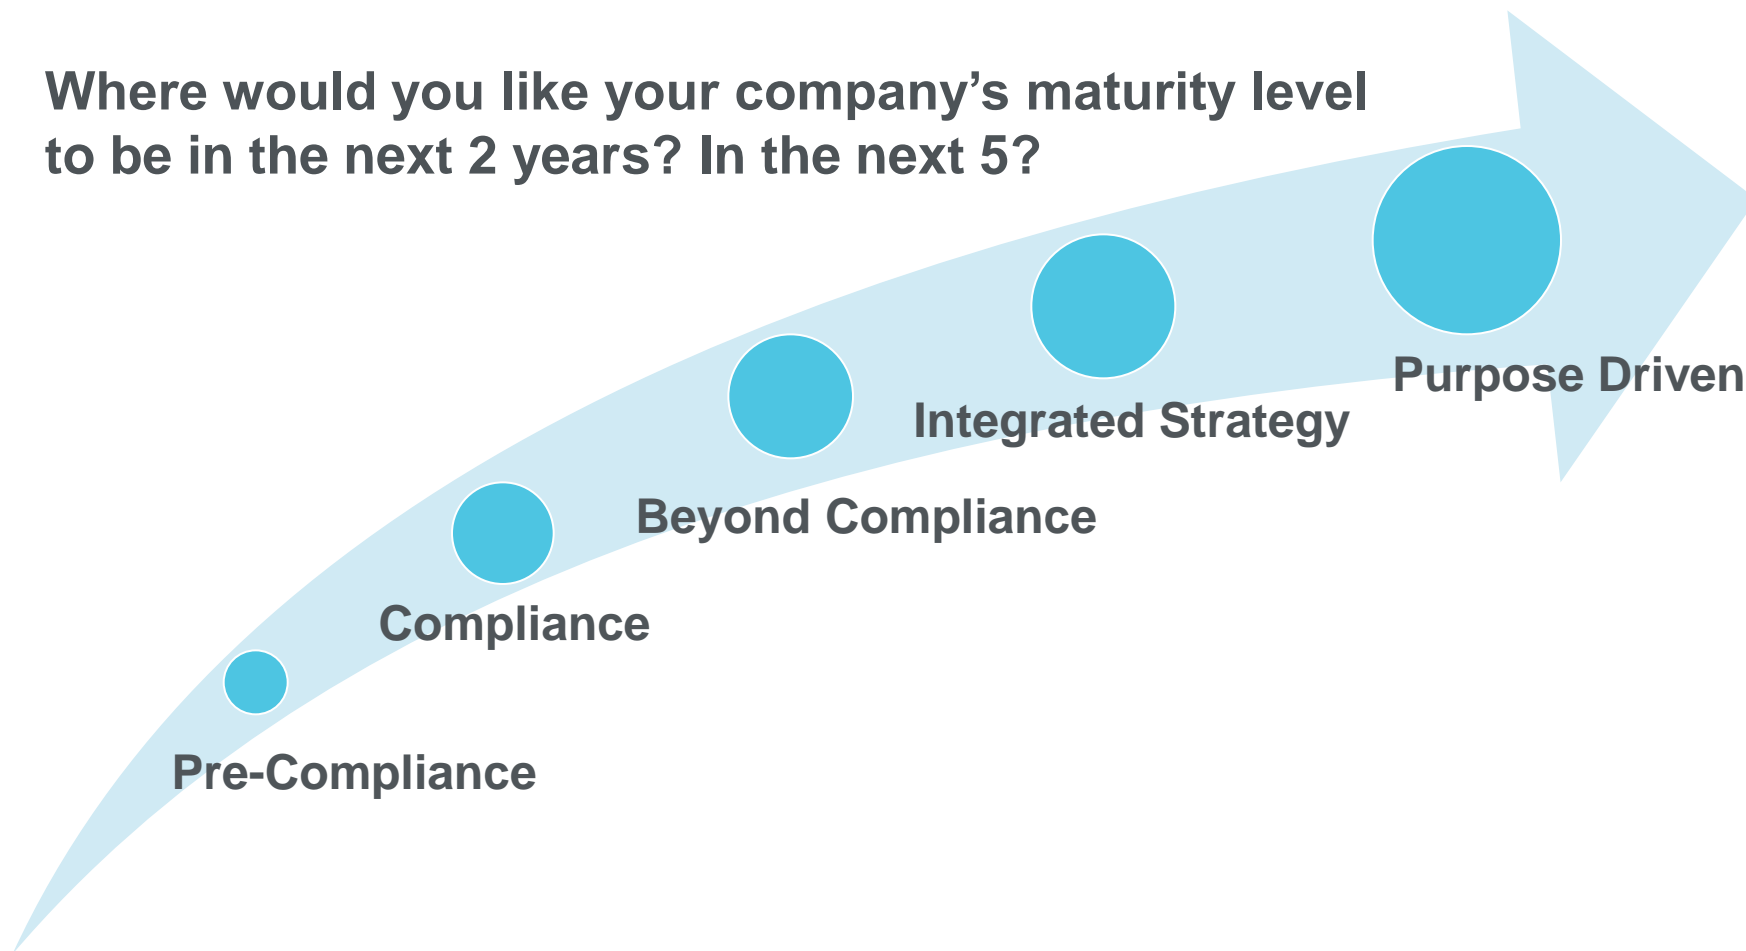 Where would you like your company’s maturity level
to be in the next 2 years? In the next 5?
Purpose Driven
Integrated Strategy
Beyond Compliance
Compliance
Pre-Compliance